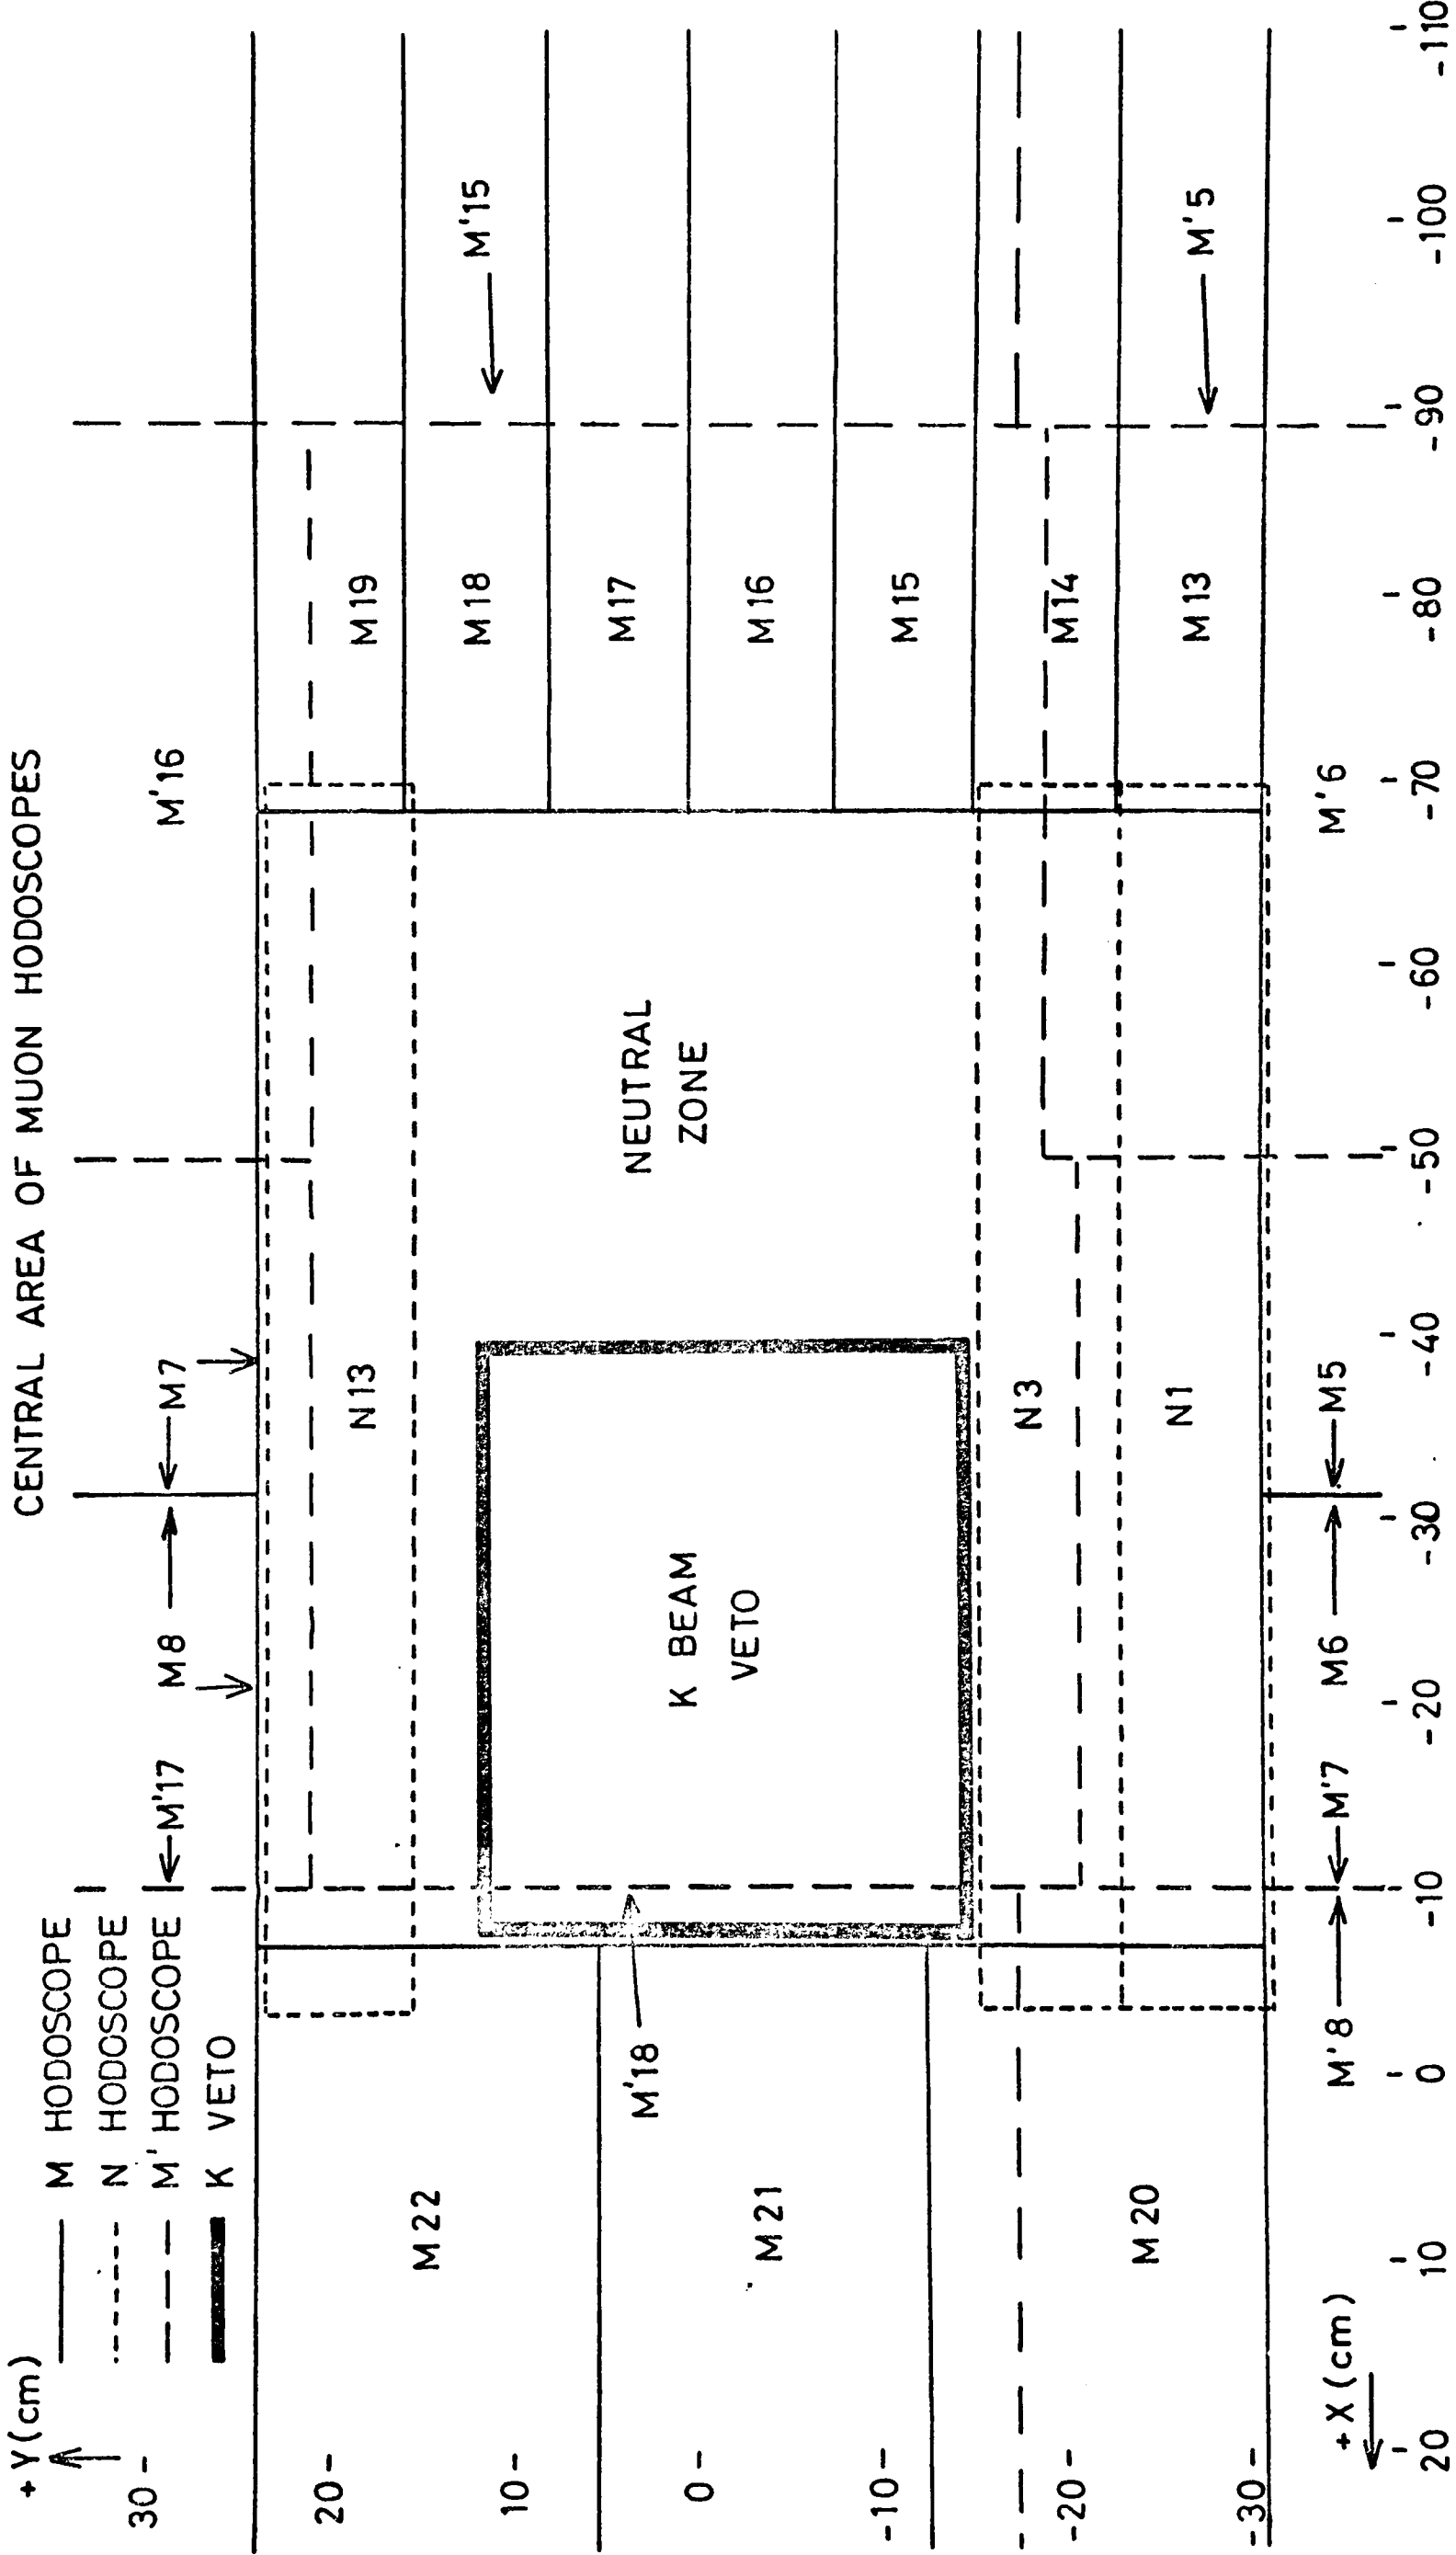 CENTRAL AREA OF MUON HODOSCOPES
+Y(cm)
M HODOSCOPE
N HODOSCOPE
M' HODOSCOPE
K VETO
30-
20-
10-
0-
-10-
-20-
-30-
M'17
M8
M7
M'16
M'15
M22
N13
M19
M18
M21
M'18
K BEAM
VETO
NEUTRAL
ZONE
M17
M16
M15
M20
N3
N1
M14
M13
M'5
M'8
M'7
M6
M5
M'6
+X (cm)
20
10
0
-10
-20
-30
-40
-50
-60
-70
-80
-90
-100
-110